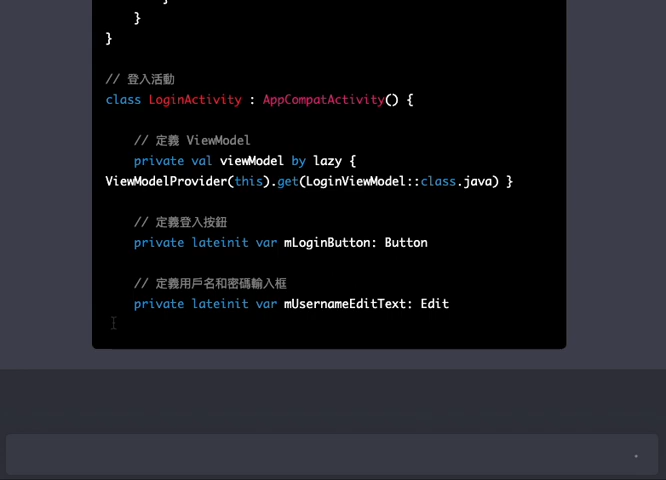 }
}
// 登入活動
class LoginActivity : AppCompatActivity() {
// 定義 ViewModel
private val viewModel by lazy {
ViewModelProvider(this).get(LoginViewModel::class.java) }
// 定義登入按鈕
private lateinit var mLoginButton: Button
// 定義用戶名和密碼輸入框
private lateinit var mUsernameEditText: Edit